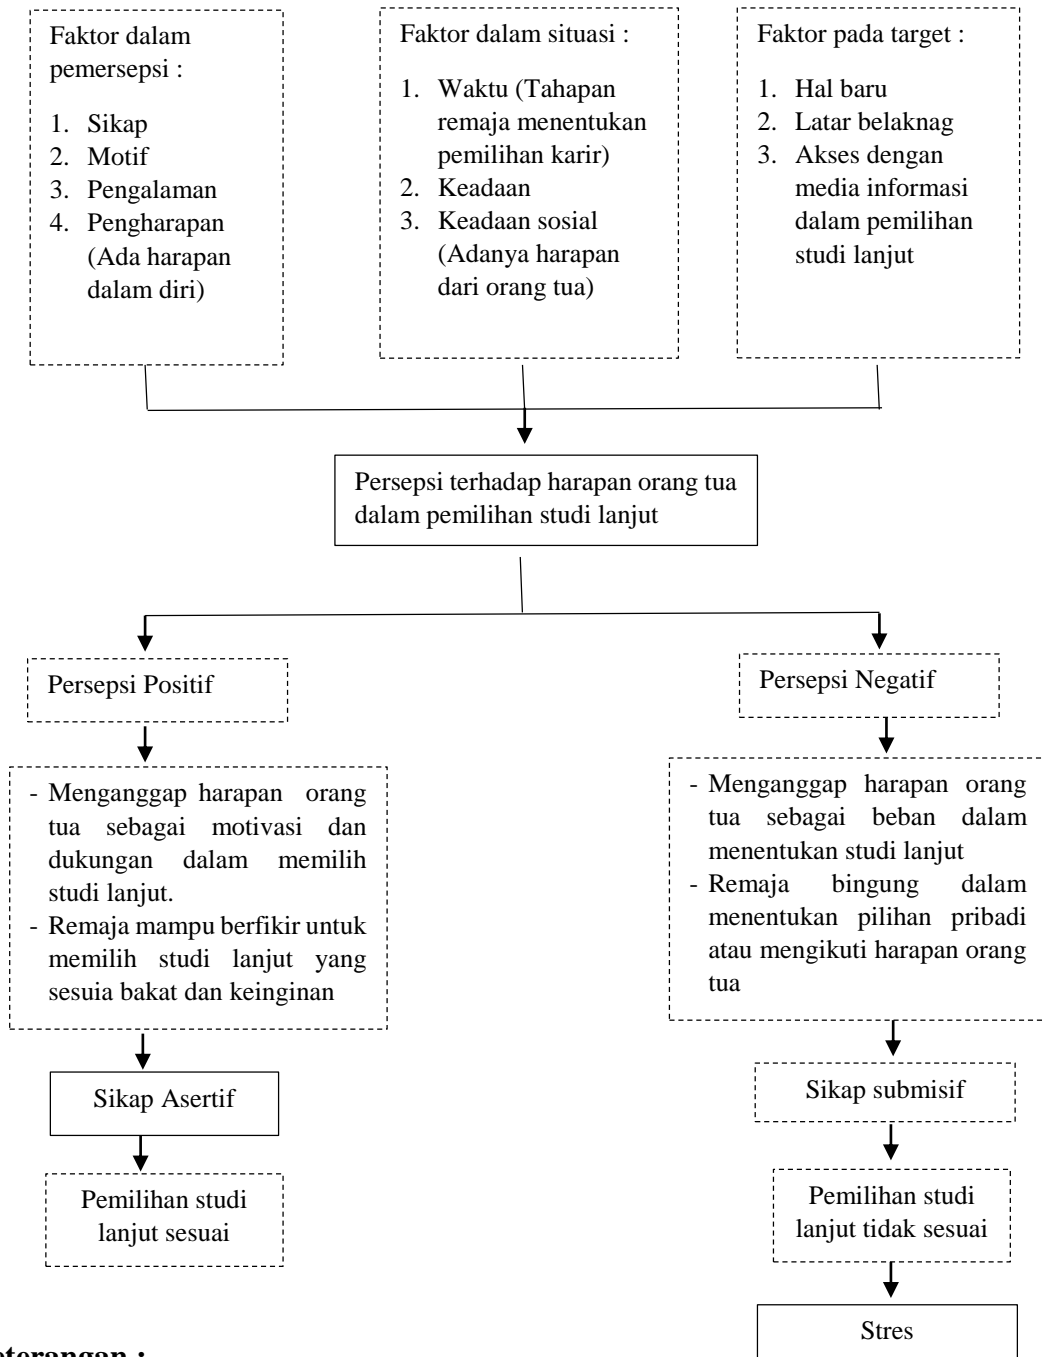 Faktor dalam
pemersepsi :
1. Sikap
2. Motif
3. Pengalaman
4. Pengharapan
(Ada harapan
dalam diri)
Faktor dalam situasi :
1. Waktu (Tahapan
remaja menentukan
pemilihan karir)
2. Keadaan
3. Keadaan sosial
(Adanya harapan
dari orang tua)
Faktor pada target :
1. Hal baru
2. Latar belaknag
3. Akses dengan
media informasi
dalam pemilihan
studi lanjut
Persepsi terhadap harapan orang tua
dalam pemilihan studi lanjut
Persepsi Positif
- Menganggap harapan orang
tua sebagai motivasi dan
dukungan dalam memilih
studi lanjut.
- Remaja mampu berfikir untuk
memilih studi lanjut yang
sesuia bakat dan keinginan
Sikap Asertif
Pemilihan studi
lanjut sesuai
Persepsi Negatif
- Menganggap harapan orang
tua sebagai beban dalam
menentukan studi lanjut
- Remaja bingung dalam
menentukan pilihan pribadi
atau mengikuti harapan orang
tua
Sikap submisif
Pemilihan studi
lanjut tidak sesuai
Stres
eterangan :